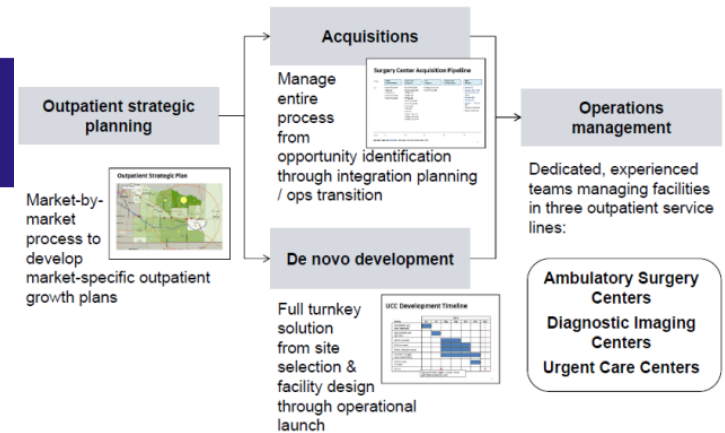 Outpatient strategic
planning
Outpatient Strategic Plan
Market-by-
market
process to
develop
market-specific outpatient
growth plans
Acquisitions
Surgery Center Acquisition Pipeline
Manage
entire
process
from
opportunity identification
through integration planning
/ ops transition
De novo development
UCC Development Timeline
Full turnkey
solution
from site
selection &
facility design
through operational
launch
Operations
management
Dedicated, experienced
teams managing facilities
in three outpatient service
lines:
Ambulatory Surgery
Centers
Diagnostic Imaging
Centers
Urgent Care Centers